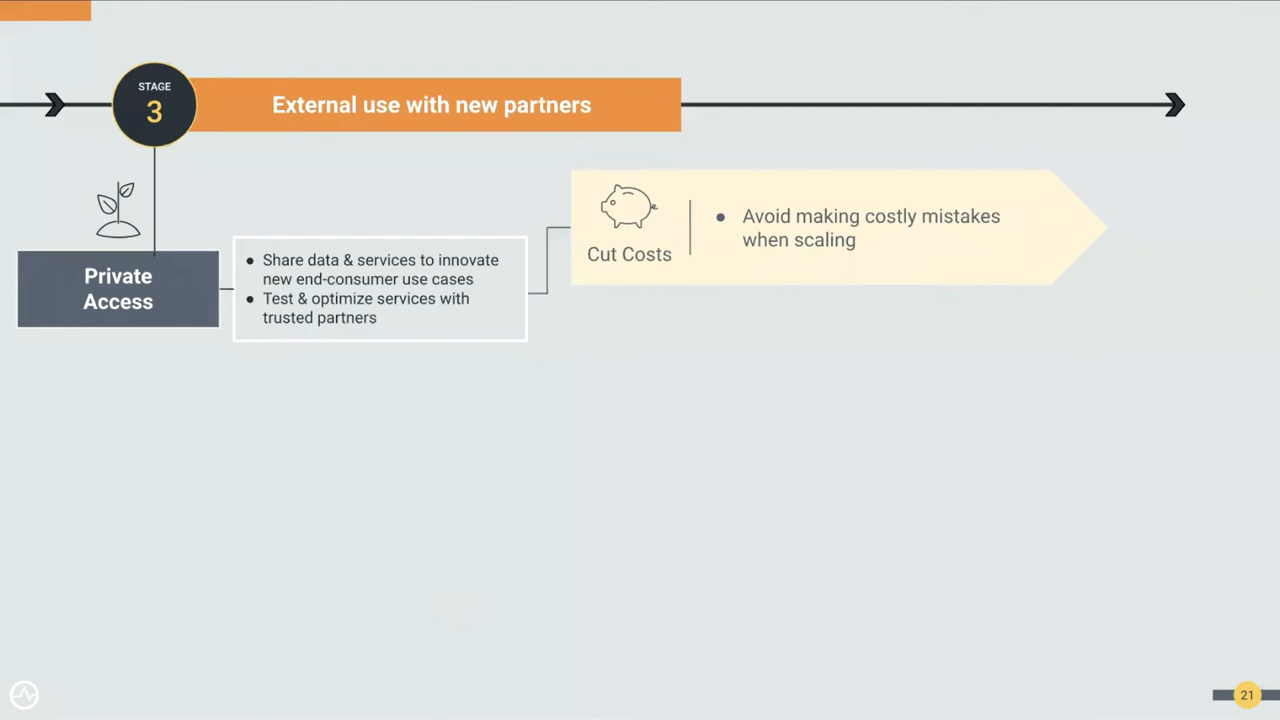 STAGE
3
External use with new partners
Private
Access
● Share data & services to innovate
new end-consumer use cases
● Test & optimize services with
trusted partners
Cut Costs
● Avoid making costly mistakes
when scaling
21